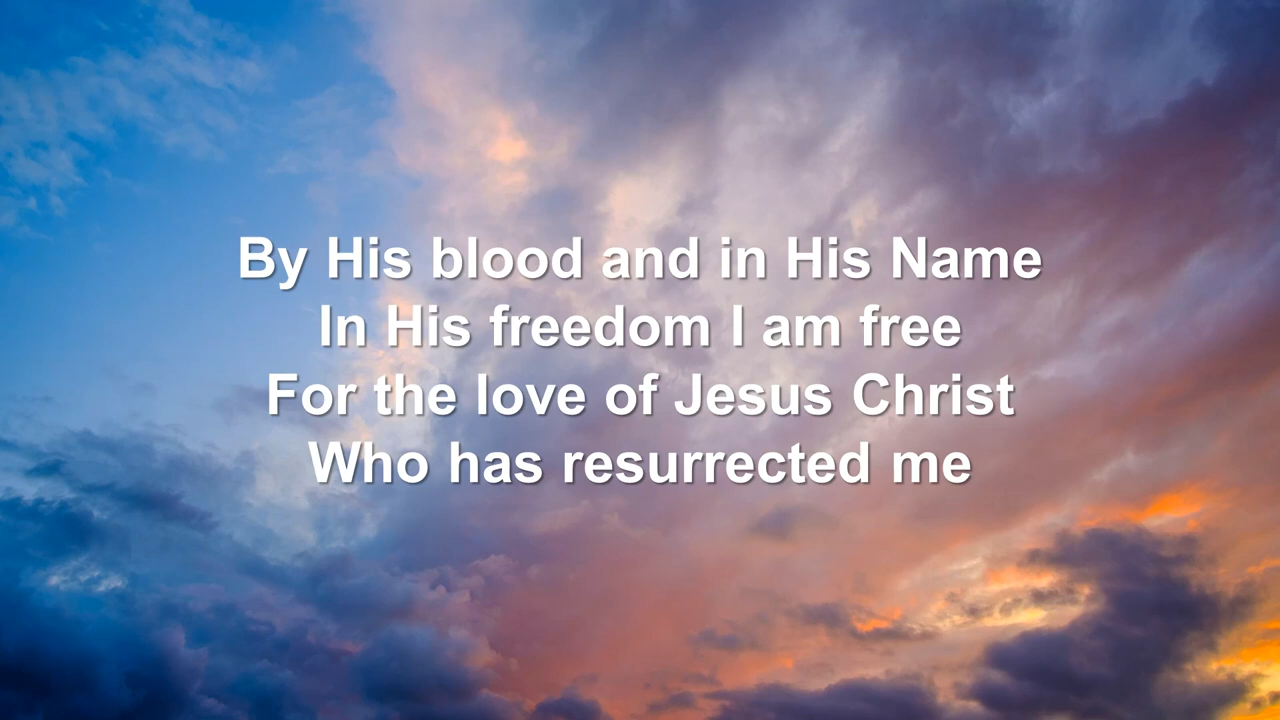 By His blood and in His Name
In His freedom I am free
For the love of Jesus Christ
Who has resurrected me